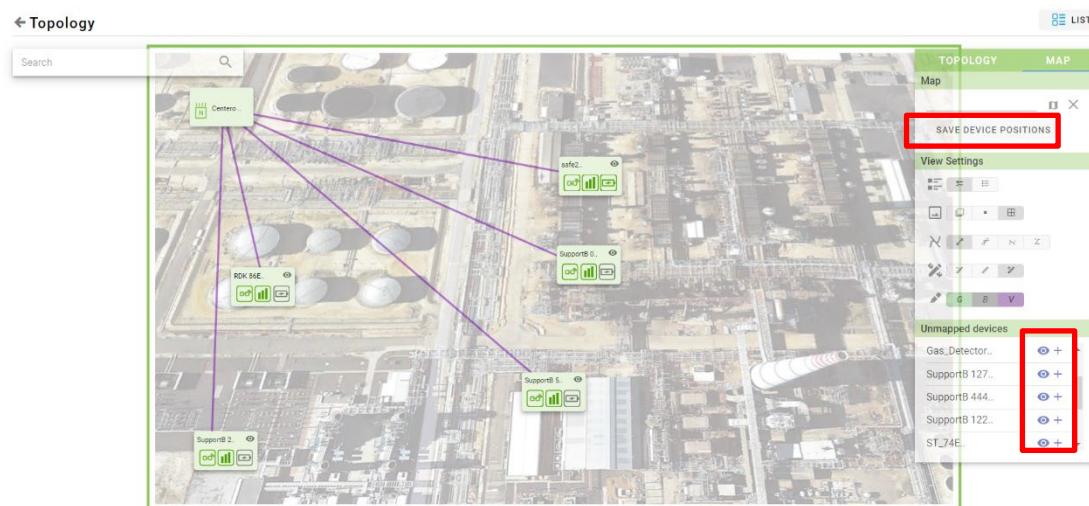 Topology
LIST
Search
TOPOLOGY MAP
Map
N Centero...
SAVE DEVICE POSITIONS
View Settings
safe2..
SupportB 0..
RDK 86E..
G B V
Unmapped devices
Gas_Detector..
SupportB 127..
SupportB 5..
SupportB 444..
SupportB 122..
SupportB 2..
ST_74E..